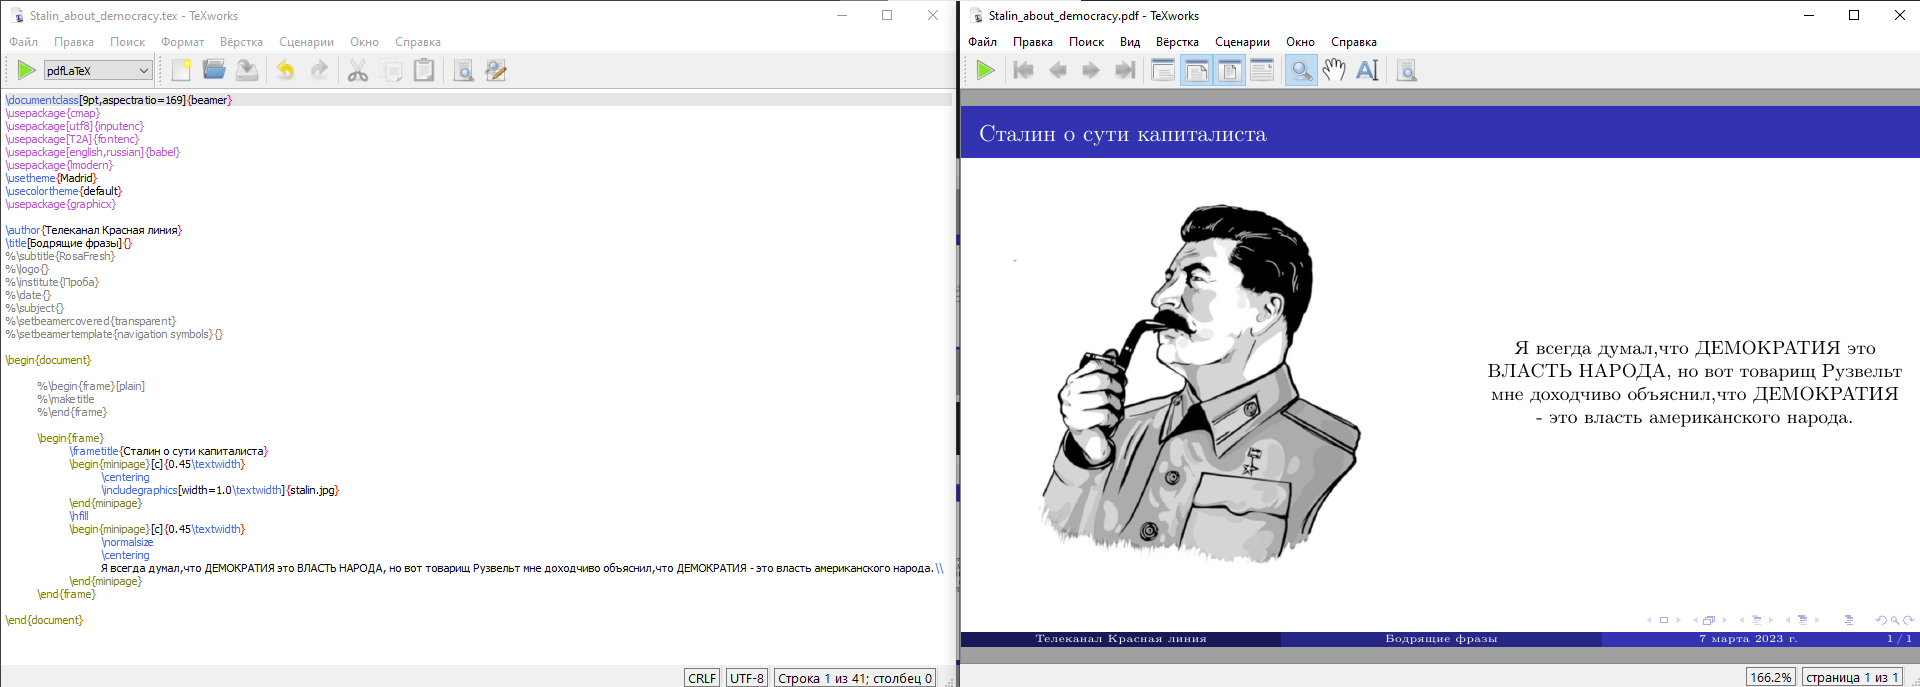 Stalin_about_democracy.tex - TeXworks
Файл Правка Поиск Формат Вёрстка Сценарии Окно Справка
pdfLaTeX
\documentclass[9pt,aspectratio=169]{beamer}
\usepackage{cmap}
\usepackage[utf8]{inputenc}
\usepackage[T2A]{fontenc}
\usepackage[english,russian]{babel}
\usepackage{lmodern}
\usetheme{Madrid}
\usecolortheme{default}
\usepackage{graphicx}
\author{Телеканал Красная линия}
\title[Бодрящие фразы]{}
%\subtitle{RosaFresh}
%\logo{}
%\institute{Проба}
%\date{}
%\subject{}
%\setbeamercovered{transparent}
%\setbeamertemplate{navigation symbols}{}
\begin{document}
%\begin{frame}[plain]
%\maketitle
%\end{frame}
\begin{frame}
\frametitle{Сталин о сути капиталиста}
\begin{minipage}[c]{0.45\textwidth}
\centering
\includegraphics[width=1.0\textwidth]{stalin.jpg}
\end{minipage}
\hfill
\begin{minipage}[c]{0.45\textwidth}
\normalsize
\centering
Я всегда думал,что ДЕМОКРАТИЯ это ВЛАСТЬ НАРОДА, но вот товарищ Рузвельт мне доходчиво объяснил,что ДЕМОКРАТИЯ - это власть американского народа.\\
\end{minipage}
\end{frame}
\end{document}
CRLF UTF-8 Строка 1 из 41; столбец 0
Stalin_about_democracy.pdf - TeXworks
Файл Правка Поиск Вид Вёрстка Сценарии Окно Справка
Сталин о сути капиталиста
Я всегда думал,что ДЕМОКРАТИЯ это
ВЛАСТЬ НАРОДА, но вот товарищ Рузвельт
мне доходчиво объяснил,что ДЕМОКРАТИЯ
- это власть американского народа.
Телеканал Красная линия Бодрящие фразы 7 марта 2023 г. 1 / 1
166.2% страница 1 из 1